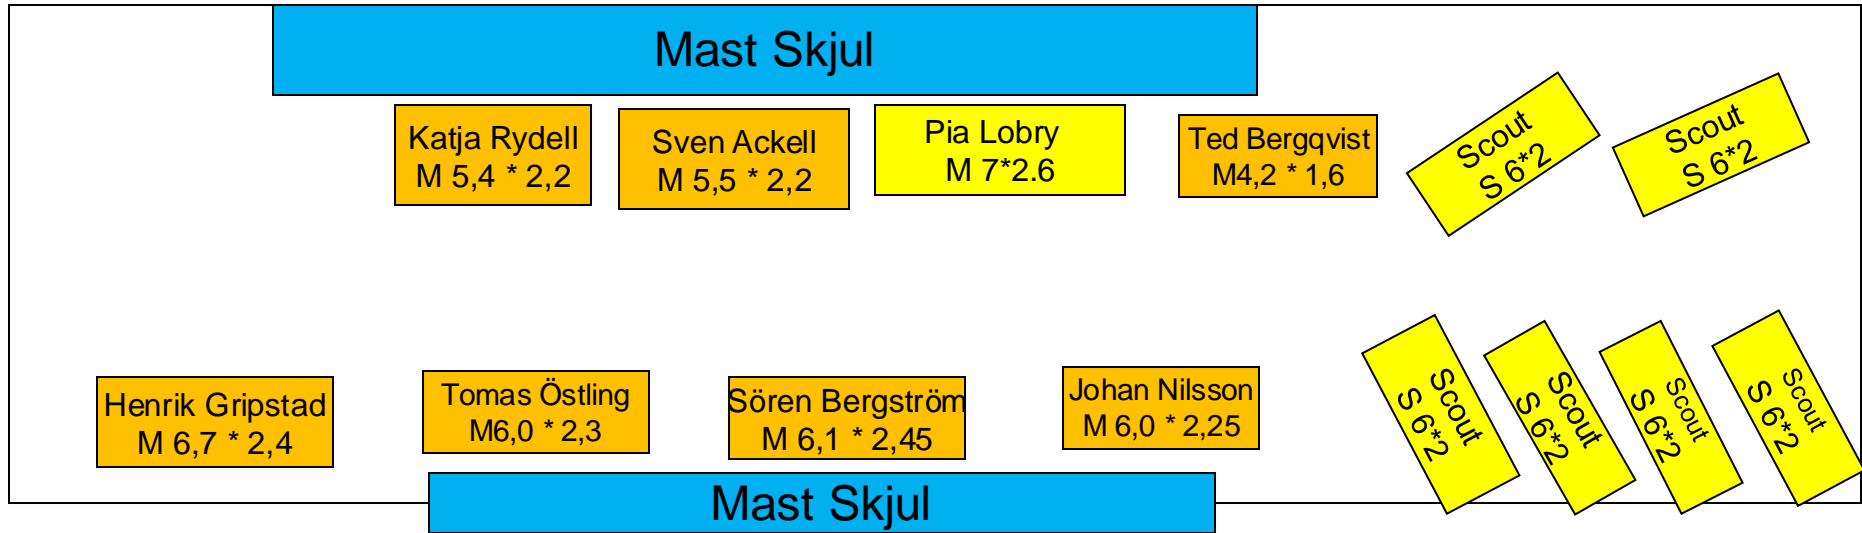 Mast Skjul
Katja Rydell
M 5,4 * 2,2
Sven Ackell
M 5,5 * 2,2
Pia Lobry
M 7*2.6
Ted Bergqvist
M4,2 * 1,6
Scout
S 6*2
Scout
S 6*2
Henrik Gripstad
M 6,7 * 2,4
Tomas Östling
M6,0 * 2,3
Sören Bergström
M 6,1 * 2,45
Johan Nilsson
M 6,0 * 2,25
Scout
S 6*2
Scout
S 6*2
Scout
S 6*2
Scout
S 6*2
Mast Skjul